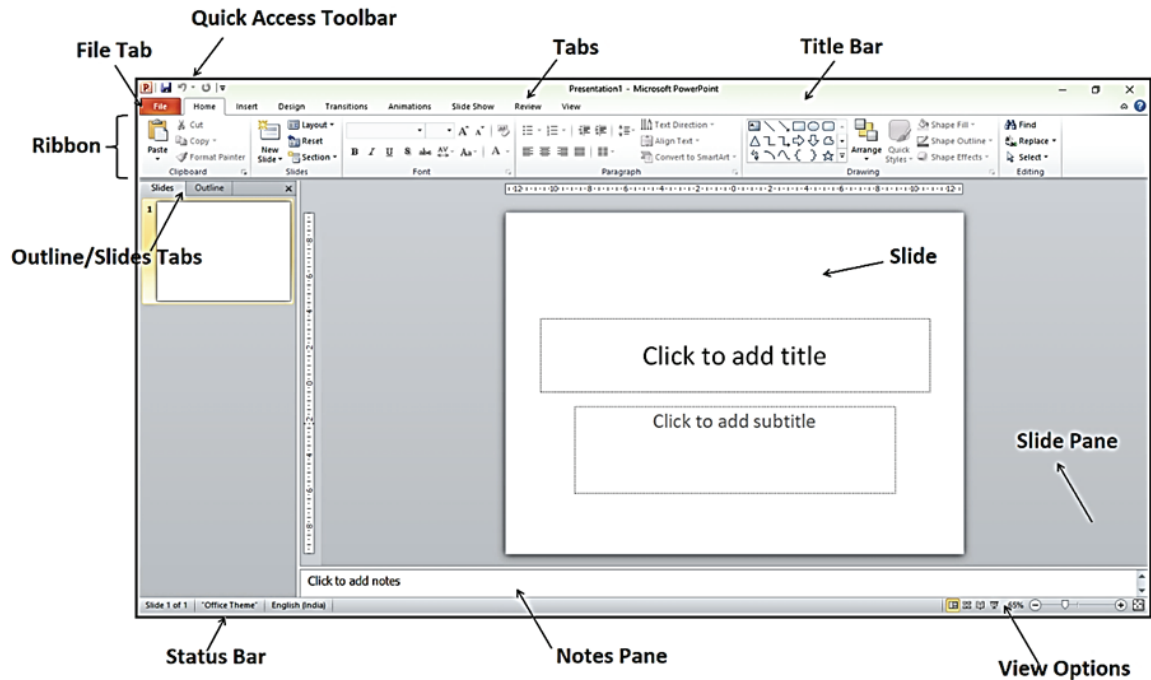 Quick Access Toolbar
File Tab
Tabs
Title Bar
Presentation1 - Microsoft PowerPoint
File Home Insert Design Transitions Animations Slide Show Review View
Ribbon
Paste
Cut
Copy
Format Painter
Clipboard
New Slide
Layout
Reset
Section
Slides
B I U S abc AV Aa A
Font
Text Direction
Align Text
Convert to SmartArt
Paragraph
Arrange
Quick Styles
Shape Fill
Shape Outline
Shape Effects
Drawing
Find
Replace
Select
Editing
Slides Outline
1
Outline/Slides Tabs
Slide
Click to add title
Click to add subtitle
Slide Pane
Click to add notes
Slide 1 of 1 "Office Theme" English (India) 65%
Status Bar
Notes Pane
View Options